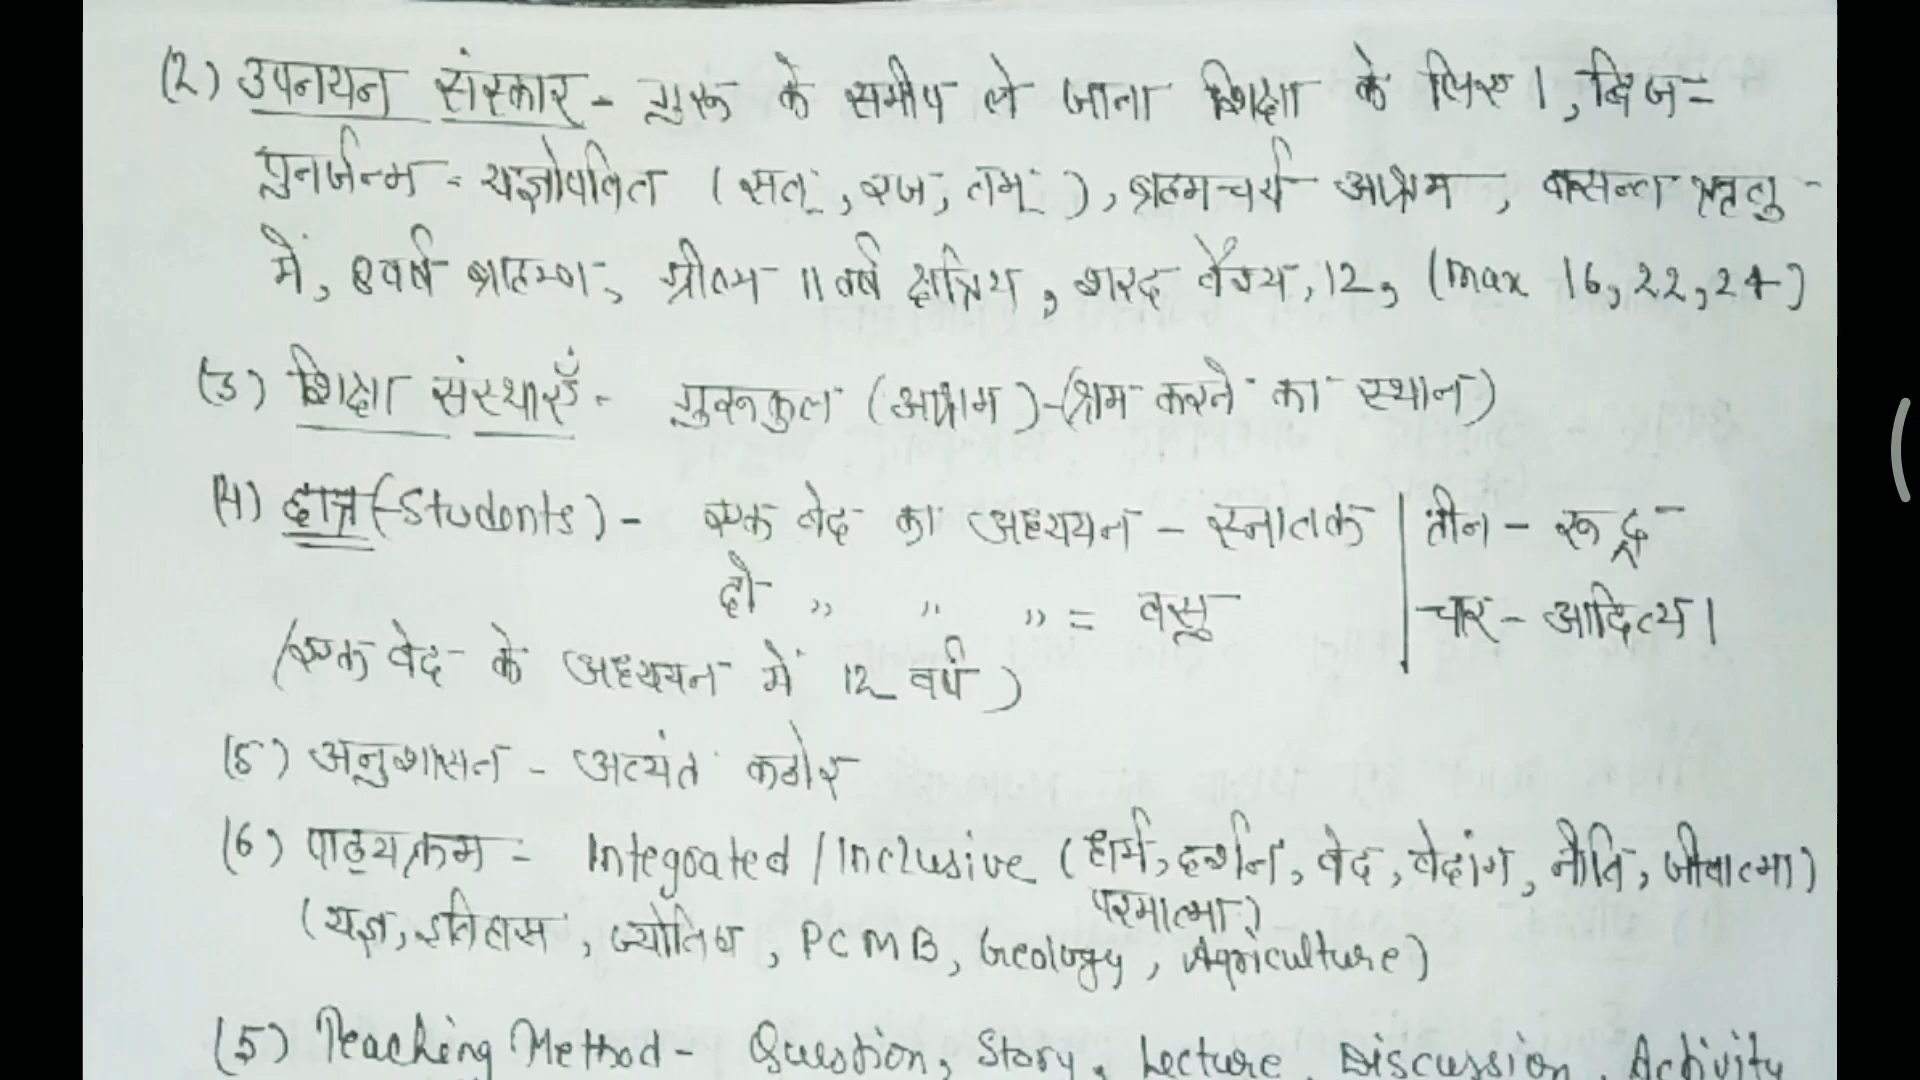 (2) उपनयन संस्कार - गुरू के समीप ले जाना शिक्षा के लिए।, द्विज =
पुनर्जन्म = यज्ञोपवित (सत्, रज, तम्), ब्रह्मचर्य आश्रम, बसन्त ऋतु -
में, 8 वर्ष ब्राह्मण, ग्रीष्म 11 वर्ष क्षत्रिय, शरद वैश्य, 12, (max 16, 22, 24)
(3) शिक्षा संस्थाएँ - गुरूकुल (आश्रम) - (श्रम करने का स्थान)
(4) छात्र (Students) - एक वेद का अध्ययन - स्नातक | तीन - रूद्र
दो ,, ,, ,, = वसु | चार - आदित्य।
(एक वेद के अध्ययन में 12 वर्ष)
(5) अनुशासन - अत्यंत कठोर
(6) पाठ्यक्रम - Integrated / Inclusive (धर्म, दर्शन, वेद, वेदांग, नीति, जीवात्मा)
परमात्मा)
(यज्ञ, इतिहास, ज्योतिष, PCMB, Geology, Agriculture)
(5) Teaching Method - Question, Story, Lecture, Discussion, Activity